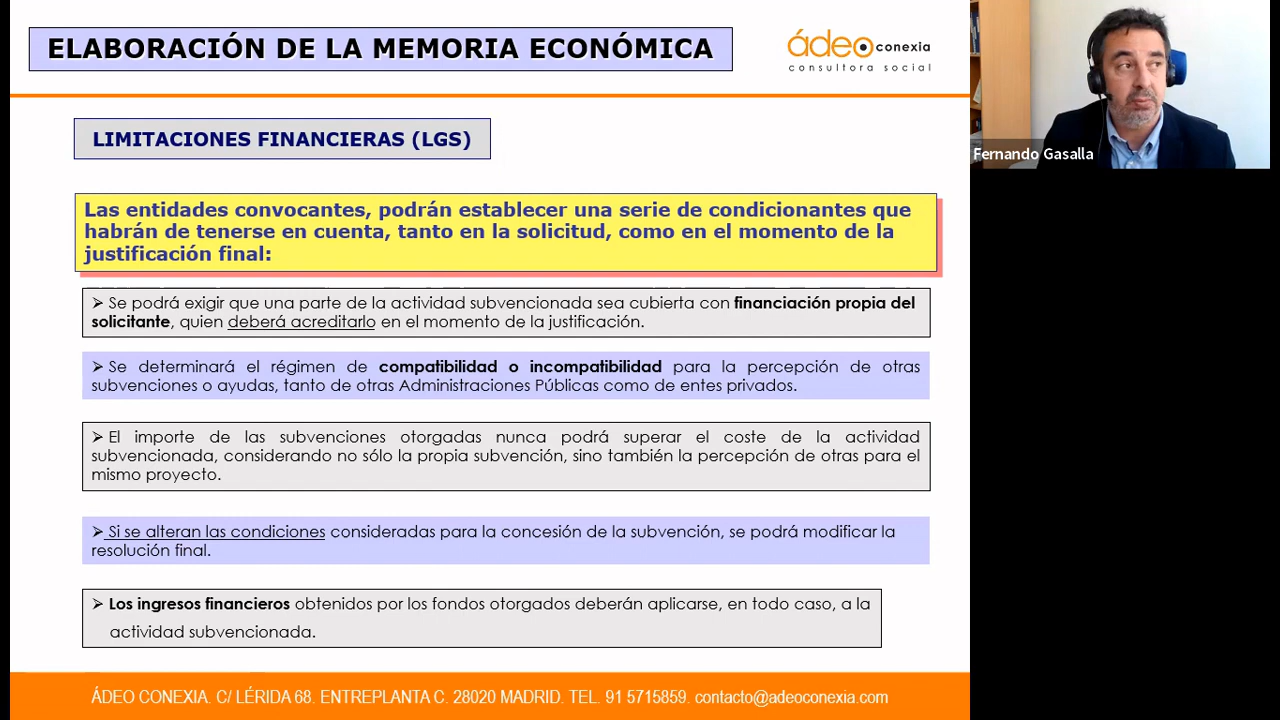 ELABORACIÓN DE LA MEMORIA ECONÓMICA
ádeo conexia
consultora social
Fernando Gasalla
LIMITACIONES FINANCIERAS (LGS)
Las entidades convocantes, podrán establecer una serie de condicionantes que
habrán de tenerse en cuenta, tanto en la solicitud, como en el momento de la
justificación final:
➢ Se podrá exigir que una parte de la actividad subvencionada sea cubierta con financiación propia del
solicitante, quien deberá acreditarlo en el momento de la justificación.
➢ Se determinará el régimen de compatibilidad o incompatibilidad para la percepción de otras
subvenciones o ayudas, tanto de otras Administraciones Públicas como de entes privados.
➢ El importe de las subvenciones otorgadas nunca podrá superar el coste de la actividad
subvencionada, considerando no sólo la propia subvención, sino también la percepción de otras para el
mismo proyecto.
➢ Si se alteran las condiciones consideradas para la concesión de la subvención, se podrá modificar la
resolución final.
➢ Los ingresos financieros obtenidos por los fondos otorgados deberán aplicarse, en todo caso, a la
actividad subvencionada.
ÁDEO CONEXIA. C/ LÉRIDA 68. ENTREPLANTA C. 28020 MADRID. TEL. 91 5715859. contacto@adeoconexia.com